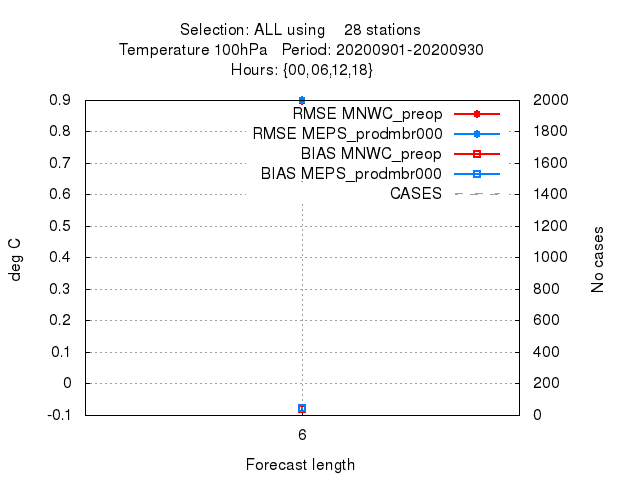 Selection: ALL using    28 stations
Temperature 100hPa   Period: 20200901-20200930
Hours: {00,06,12,18}
0.9
0.8
0.7
0.6
0.5
0.4
0.3
0.2
0.1
0
-0.1
deg C
RMSE MNWC_preop
RMSE MEPS_prodmbr000
BIAS MNWC_preop
BIAS MEPS_prodmbr000
CASES
2000
1800
1600
1400
1200
1000
800
600
400
200
0
No cases
6
Forecast length